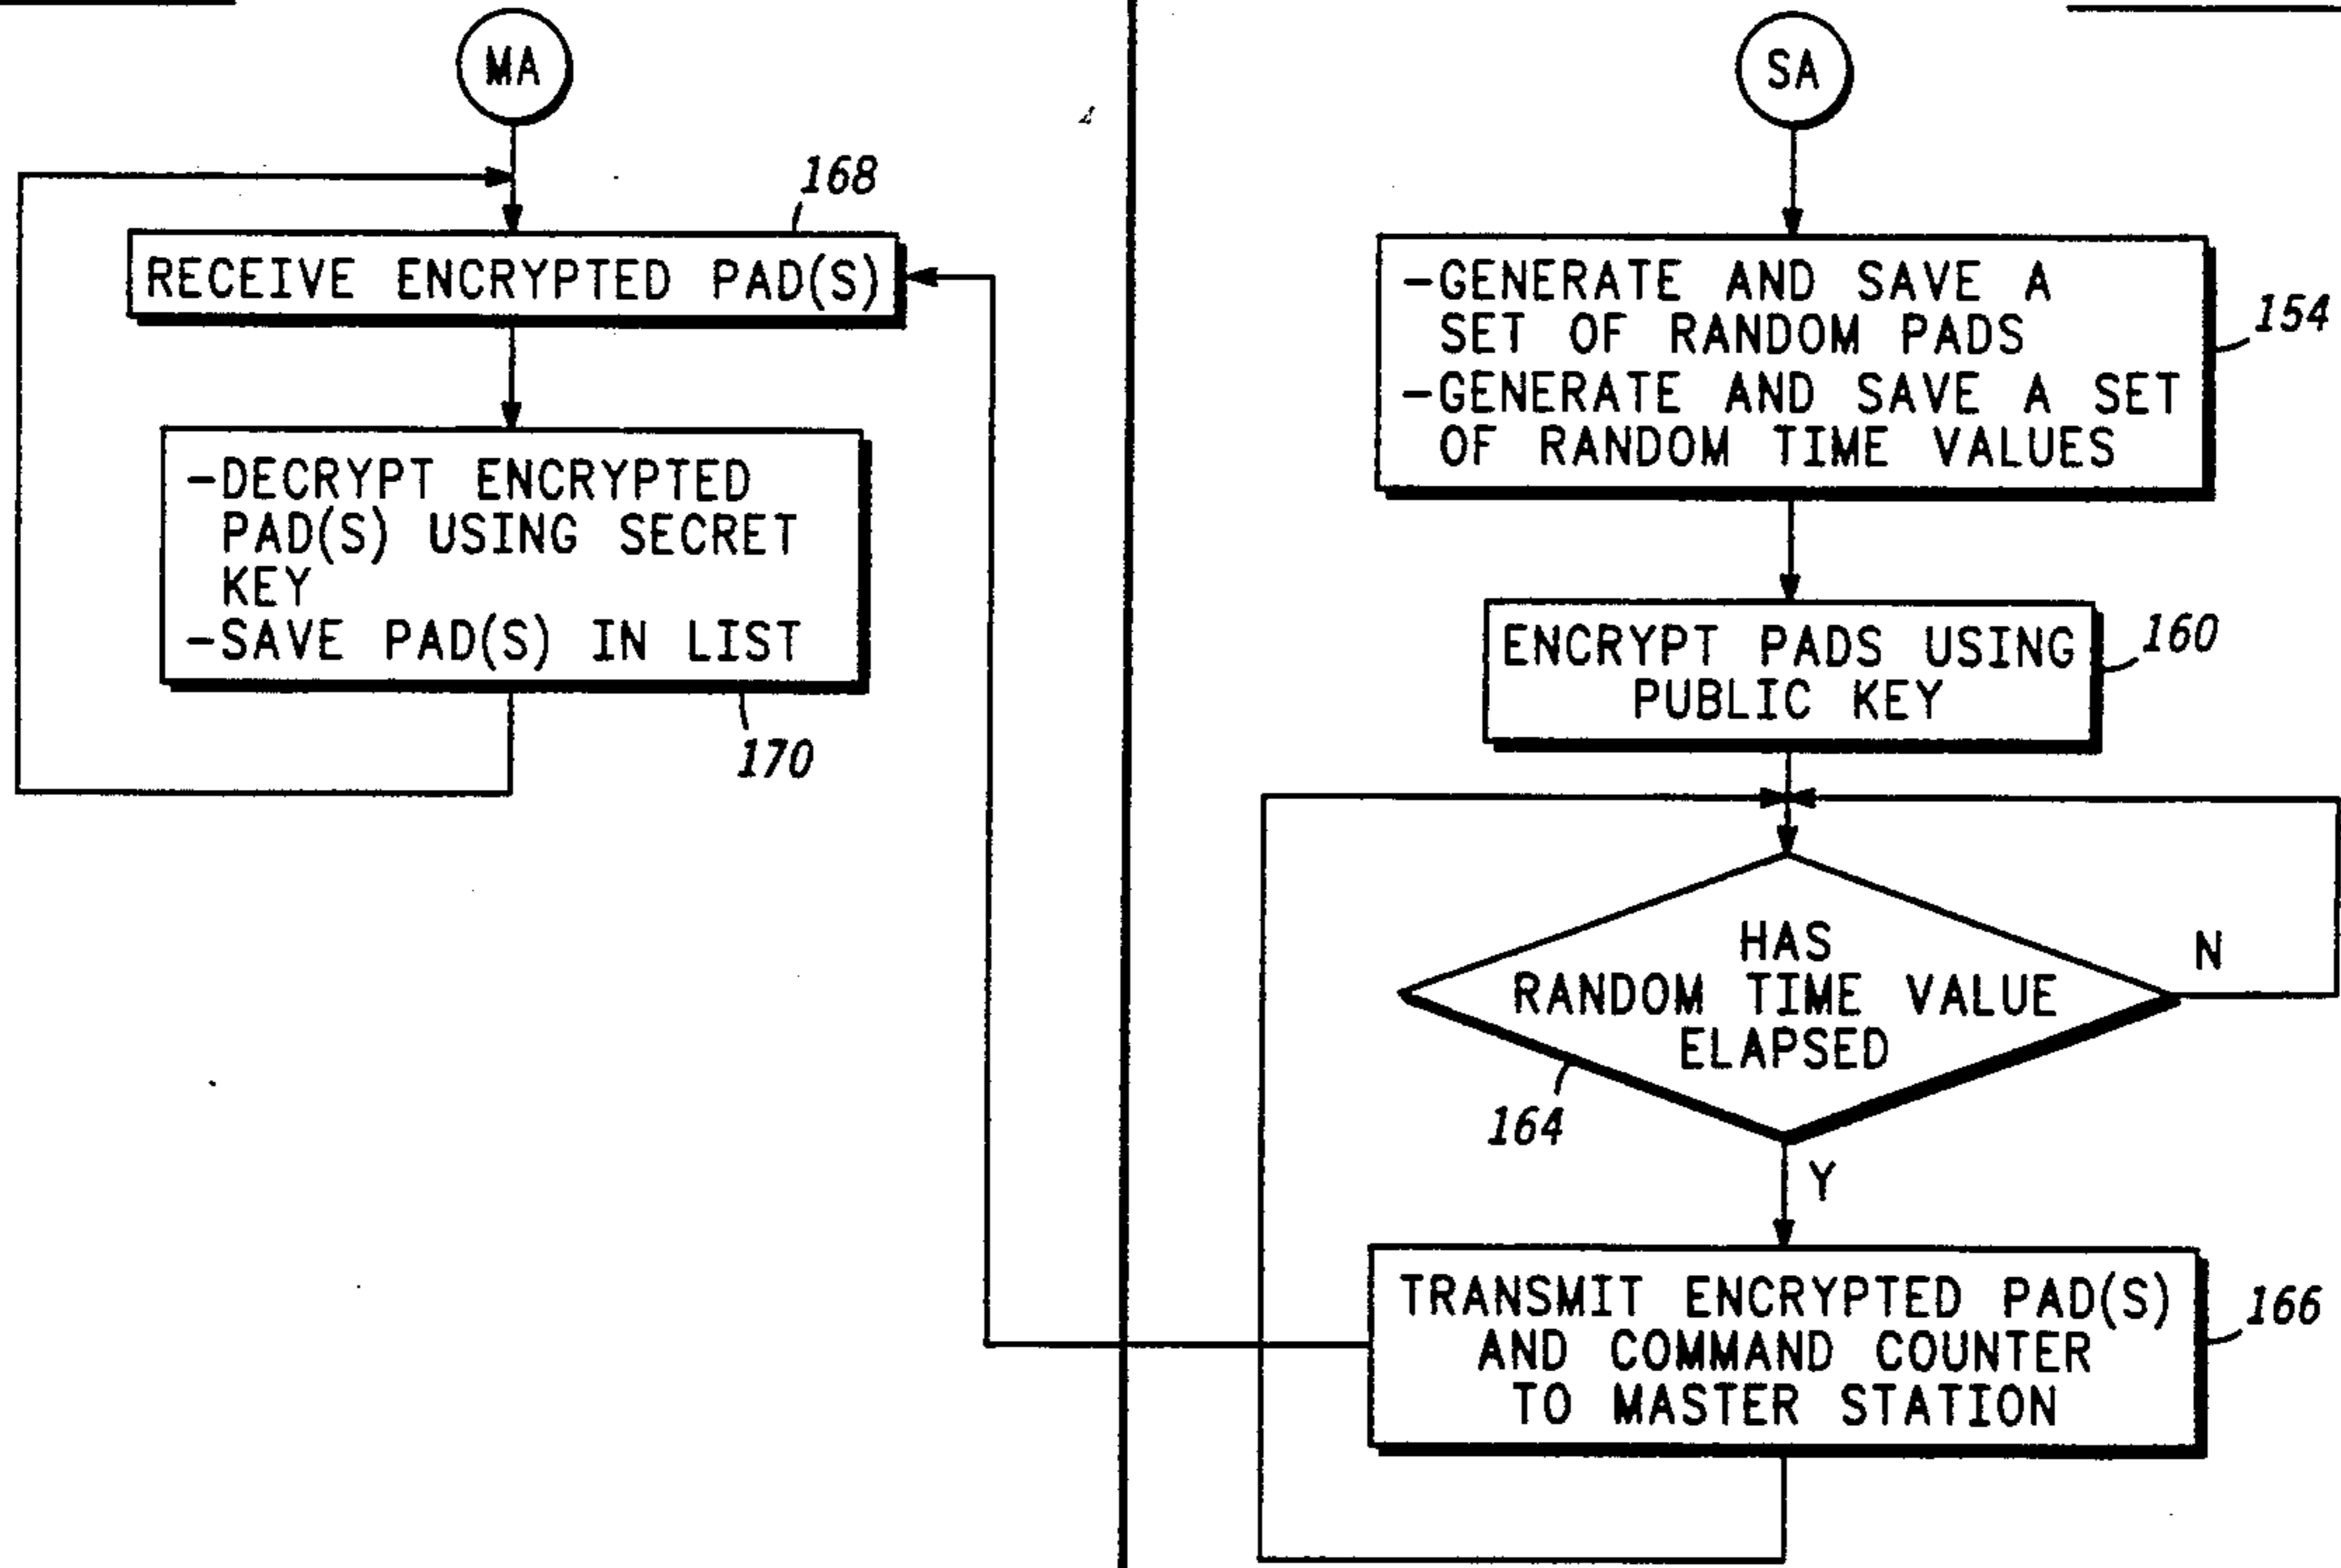 MA
168
RECEIVE ENCRYPTED PAD(S)
-DECRYPT ENCRYPTED
PAD(S) USING SECRET
KEY
-SAVE PAD(S) IN LIST
170
SA
-GENERATE AND SAVE A
SET OF RANDOM PADS
-GENERATE AND SAVE A SET
OF RANDOM TIME VALUES
154
ENCRYPT PADS USING
PUBLIC KEY
160
HAS
RANDOM TIME VALUE
ELAPSED
N
164
Y
TRANSMIT ENCRYPTED PAD(S)
AND COMMAND COUNTER
TO MASTER STATION
166